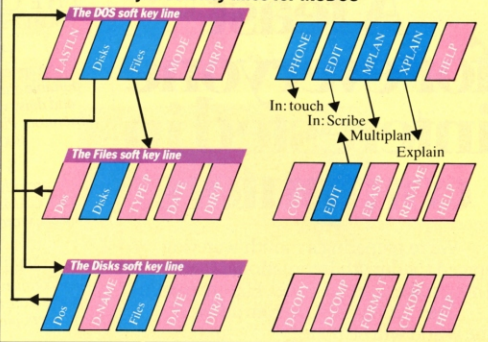 The DOS soft key line
LASTLN Disks Files MODE DIR/P PHONE EDIT MPLAN XPLAIN HELP
In:touch
In:Scribe
Multiplan
Explain
The Files soft key line
Dos Disks TYPE.P DATE DIR/P COPY EDIT ERASP RENAME HELP
The Disks soft key line
Dos D-NAME Files DATE DIR/P D-COPY D-COMP FORMAT CHKDSK HELP